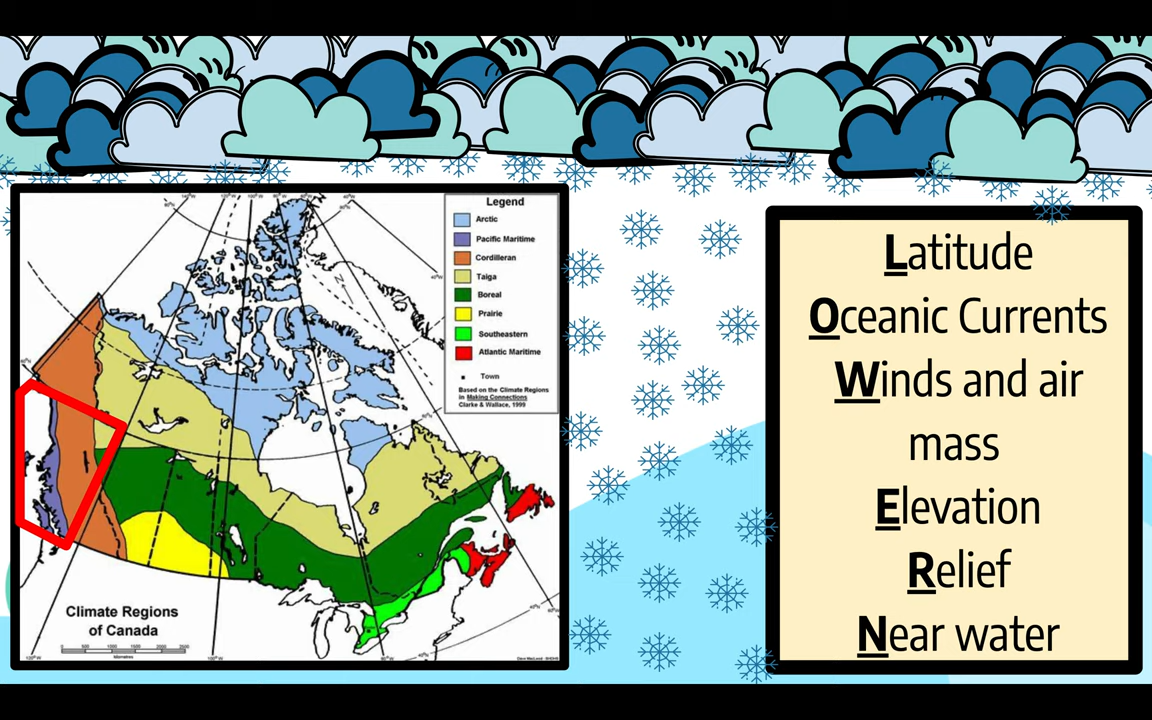 Legend
Arctic
Pacific Maritime
Cordilleran
Taiga
Boreal
Prairie
Southeastern
Atlantic Maritime
Town
Based on the Climate Regions
in Making Connections
Clarke & Wallace, 1999
Climate Regions
of Canada
Latitude
Oceanic Currents
Winds and air
mass
Elevation
Relief
Near water